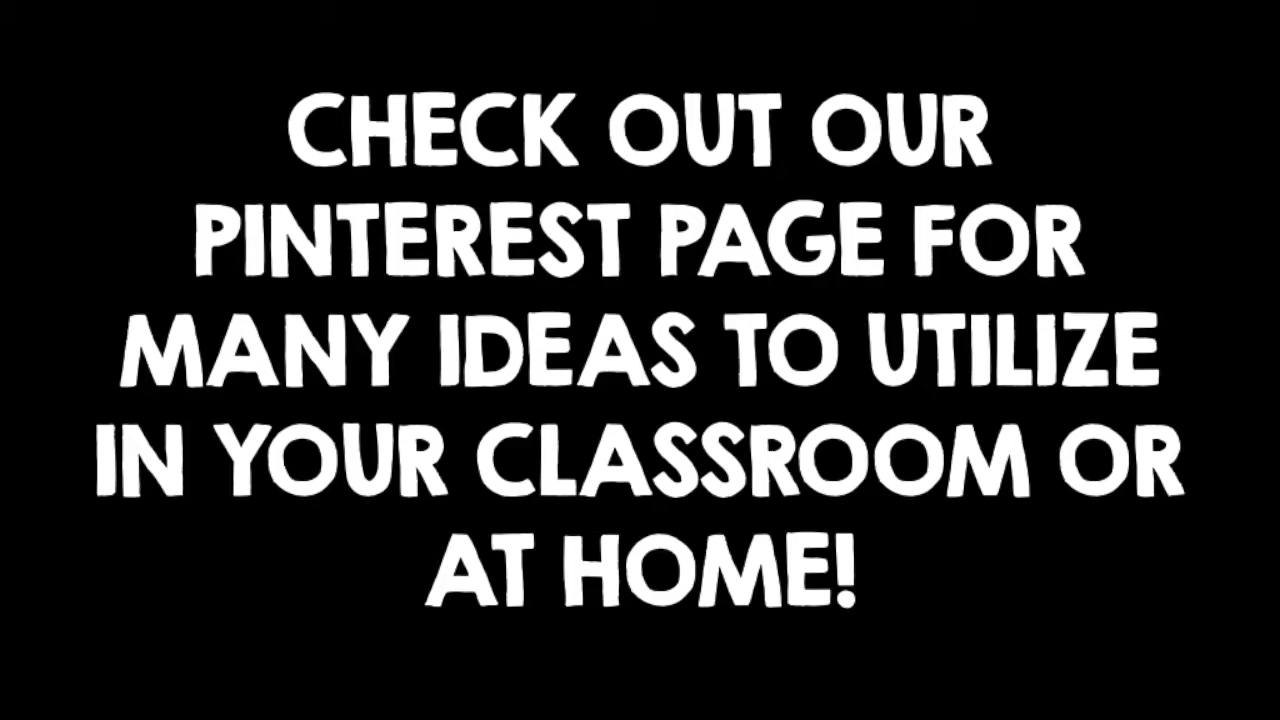 CHECK OUT OUR
PINTEREST PAGE FOR
MANY IDEAS TO UTILIZE
IN YOUR CLASSROOM OR
AT HOME!